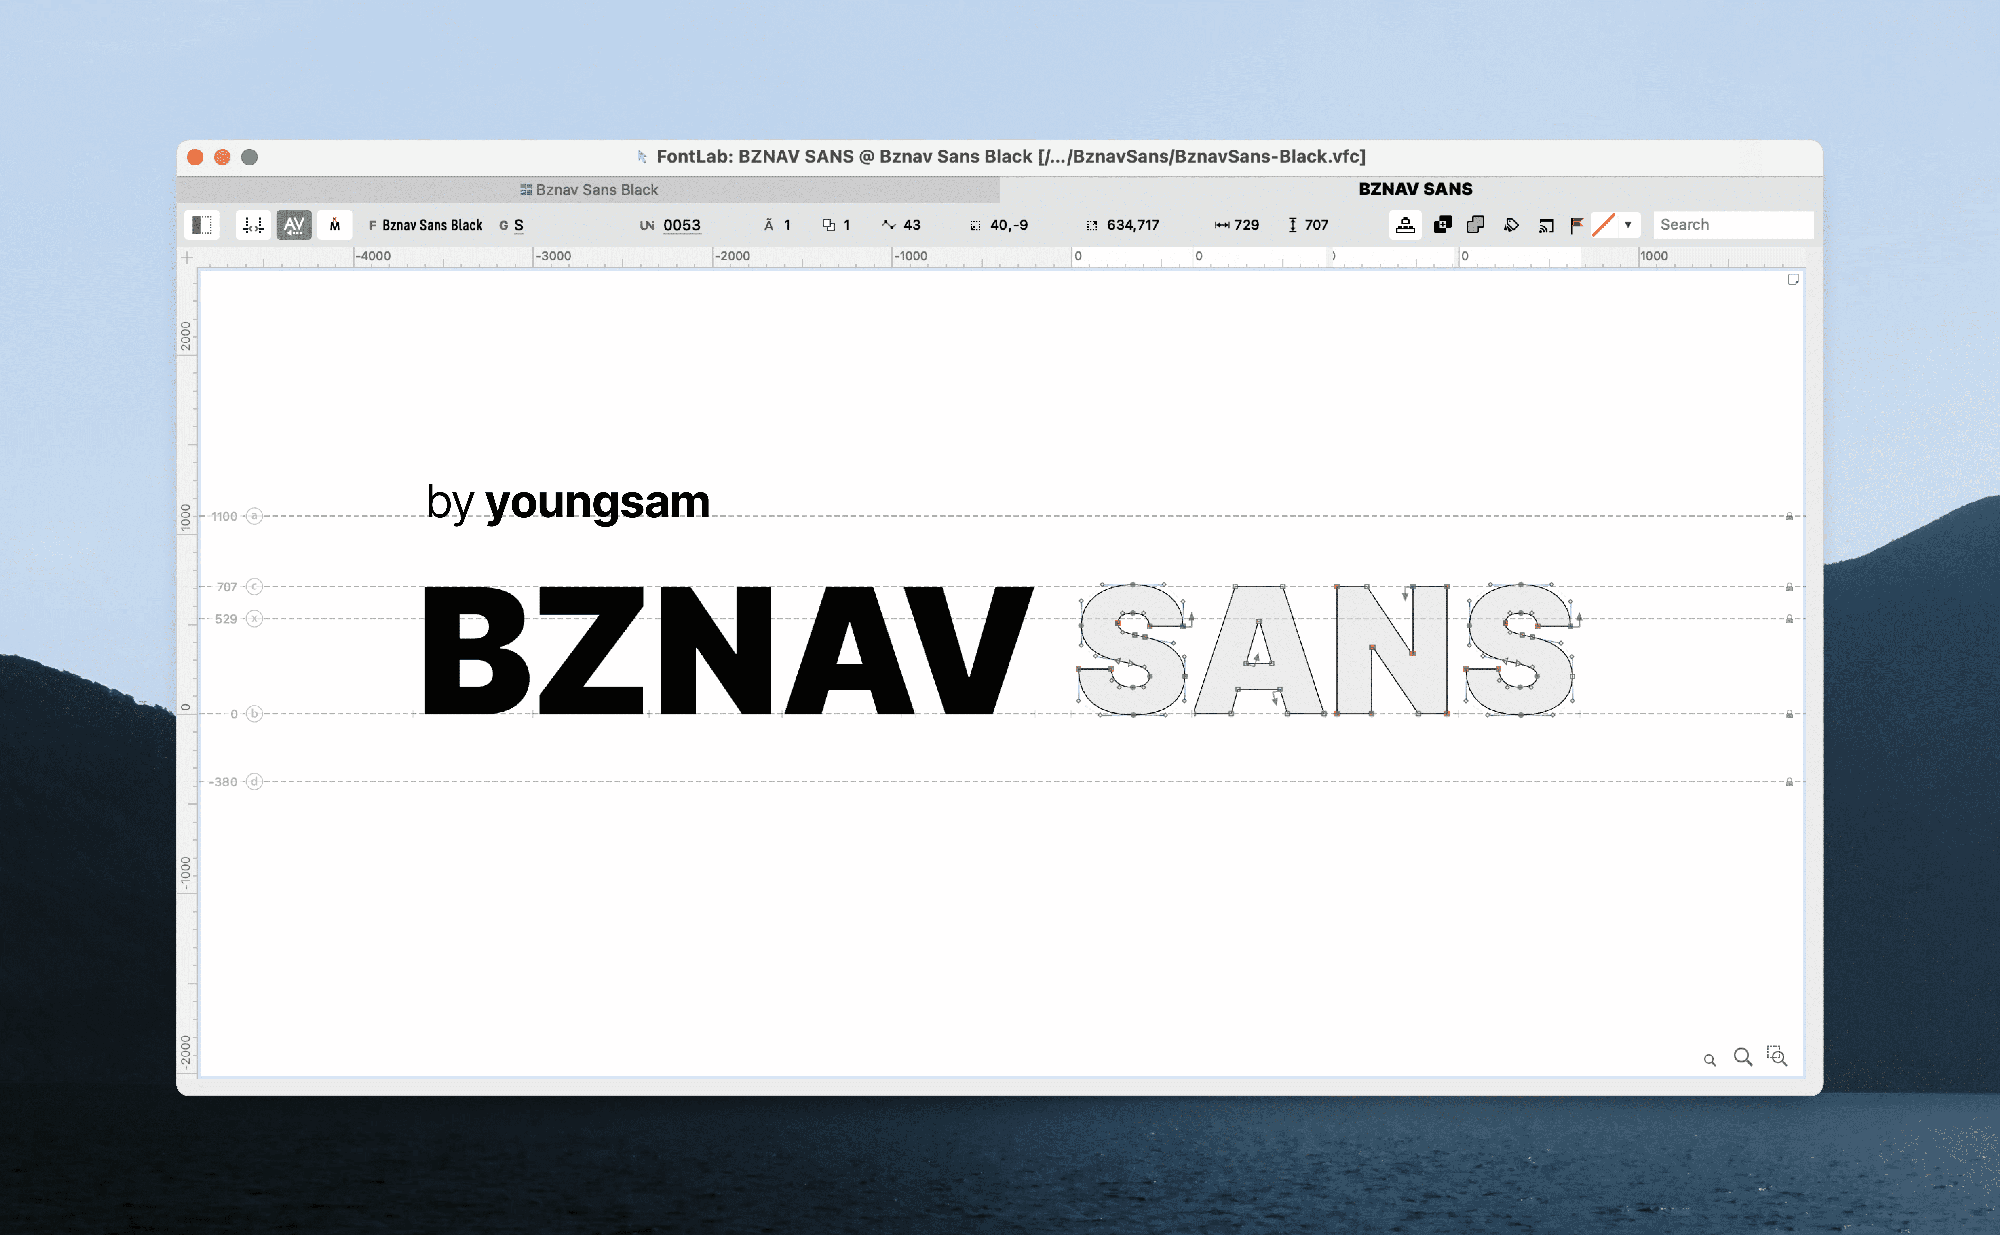 FontLab: BZNAV SANS @ Bznav Sans Black [/.../BznavSans/BznavSans-Black.vfc]
Bznav Sans Black
BZNAV SANS
AV M F Bznav Sans Black G S UN 0053 Ã 1 1 43 40,-9 634,717 729 707 Search
-4000 -3000 -2000 -1000 0 0 0 1000
2000
by youngsam
1000 1100 a
707 c
529 x
BZNAV SANS
0 0 b
-380 d
-1000
-2000